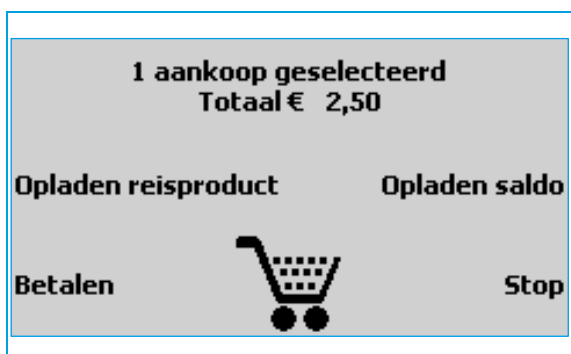 1 aankoop geselecteerd
Totaal € 2,50
Opladen reisproduct
Opladen saldo
Betalen
Stop